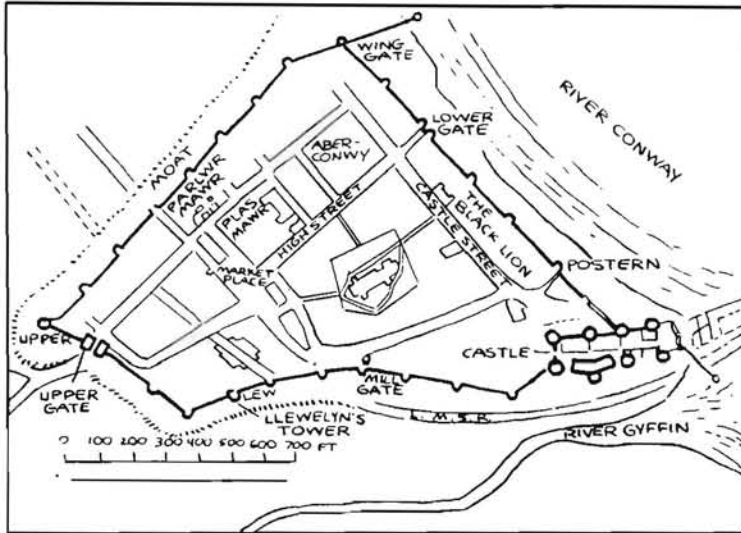 WING
GATE
RIVER CONWAY
LOWER
GATE
ABER-
CONWY
MOAT
PARLWR
MAWR
PLAS
MAWR
HIGH STREET
CASTLE STREET
THE
BLACK LION
MARKET
PLACE
POSTERN
UPPER
CASTLE
UPPER
GATE
LEW
MILL
GATE
LLEWELYN'S
TOWER
L. M. S. R.
RIVER GYFFIN
0 100 200 300 400 500 600 700 FT